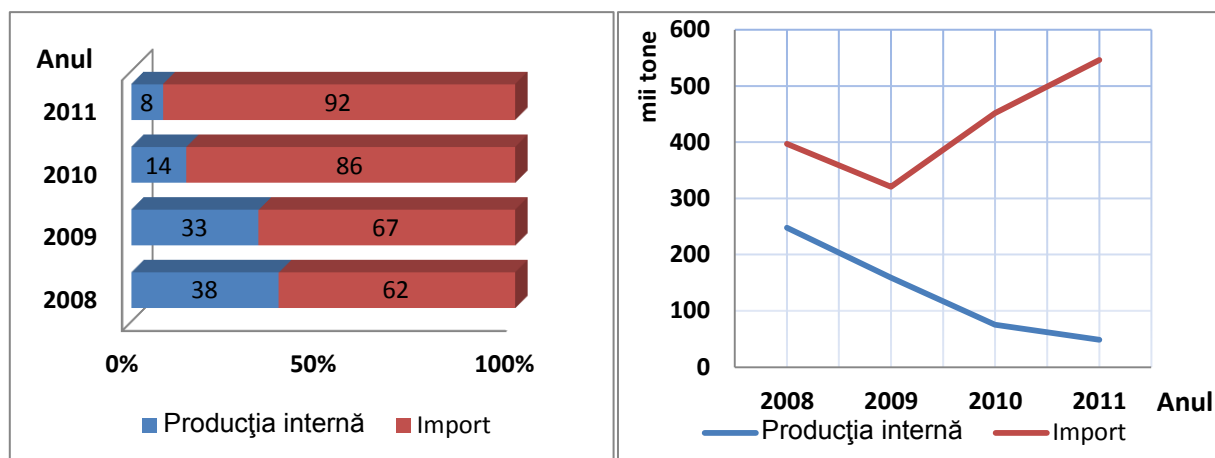 Anul
2011
8 92
2010
14 86
2009
33 67
2008
38 62
0% 50% 100%
Producţia internă Import
mii tone
600
500
400
300
200
100
0
2008 2009 2010 2011 Anul
Producţia internă Import